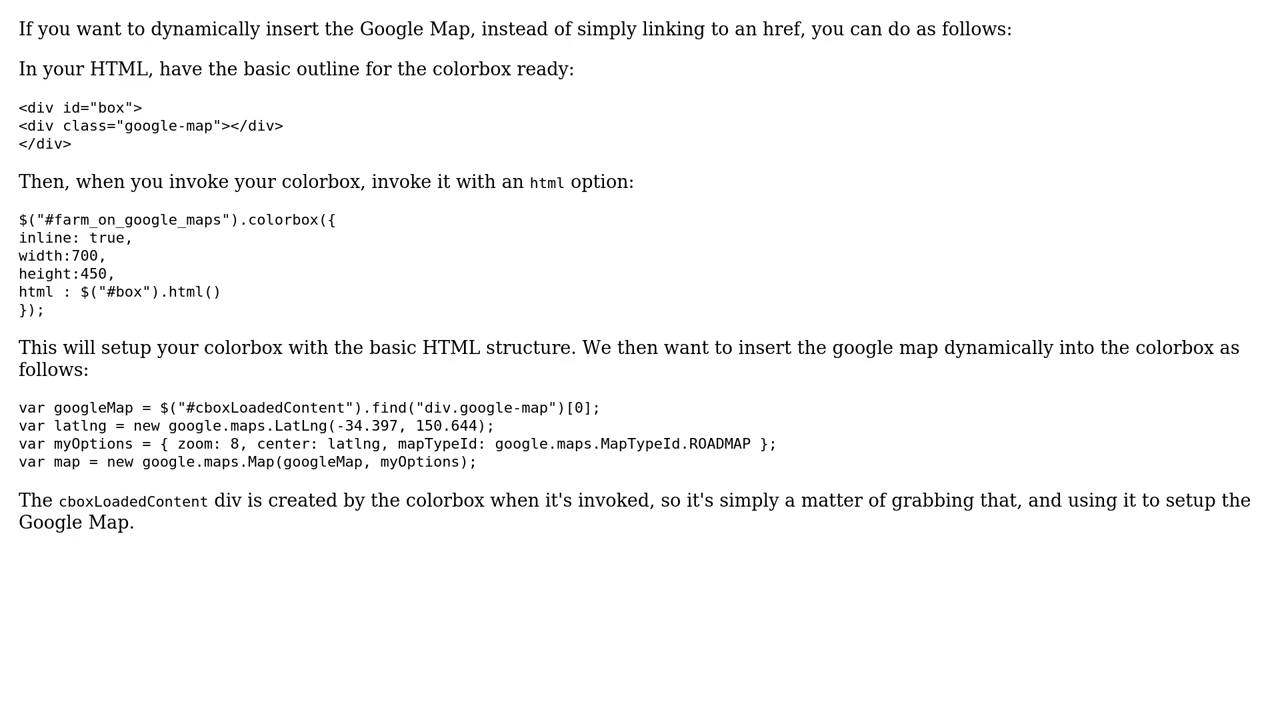 If you want to dynamically insert the Google Map, instead of simply linking to an href, you can do as follows:
In your HTML, have the basic outline for the colorbox ready:
<div id="box">
<div class="google-map"></div>
</div>
Then, when you invoke your colorbox, invoke it with an html option:
$("#farm_on_google_maps").colorbox({
inline: true,
width:700,
height:450,
html : $("#box").html()
});
This will setup your colorbox with the basic HTML structure. We then want to insert the google map dynamically into the colorbox as
follows:
var googleMap = $("#cboxLoadedContent").find("div.google-map")[0];
var latlng = new google.maps.LatLng(-34.397, 150.644);
var myOptions = { zoom: 8, center: latlng, mapTypeId: google.maps.MapTypeId.ROADMAP };
var map = new google.maps.Map(googleMap, myOptions);
The cboxLoadedContent div is created by the colorbox when it's invoked, so it's simply a matter of grabbing that, and using it to setup the
Google Map.